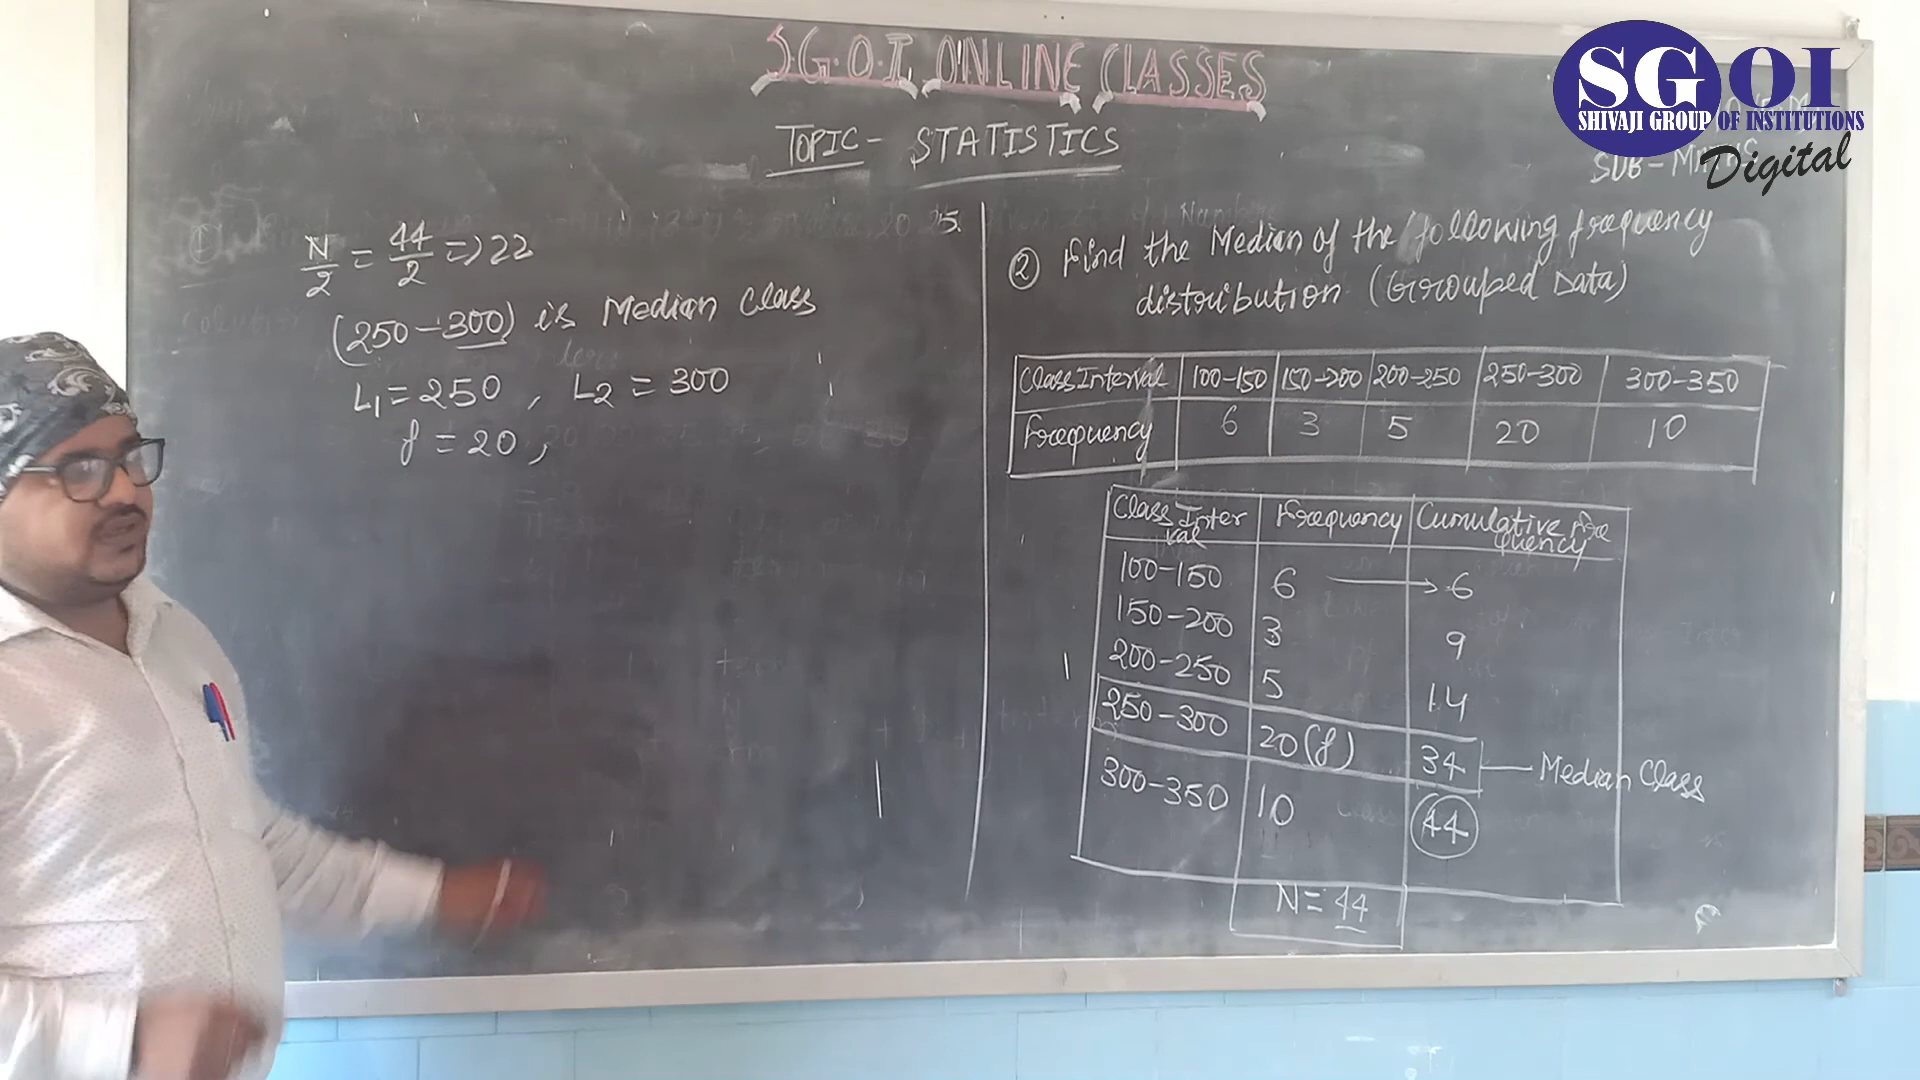 S.G.O.I. ONLINE CLASSES
SGOI
SHIVAJI GROUP OF INSTITUTIONS
Digital
TOPIC - STATISTICS
SUB - MATHS
N/2 = 44/2 => 22
(250-300) is Median Class
L1 = 250, L2 = 300
f = 20,
② Find the Median of the following frequency
distribution (Grouped Data)
Class Interval 100-150 150-200 200-250 250-300 300-350
Frequency 6 3 5 20 10
Class Interval Frequency Cumulative Frequency
100-150 6 → 6
150-200 3 9
200-250 5 14
250-300 20(f) 34 — Median Class
300-350 10 44
N = 44